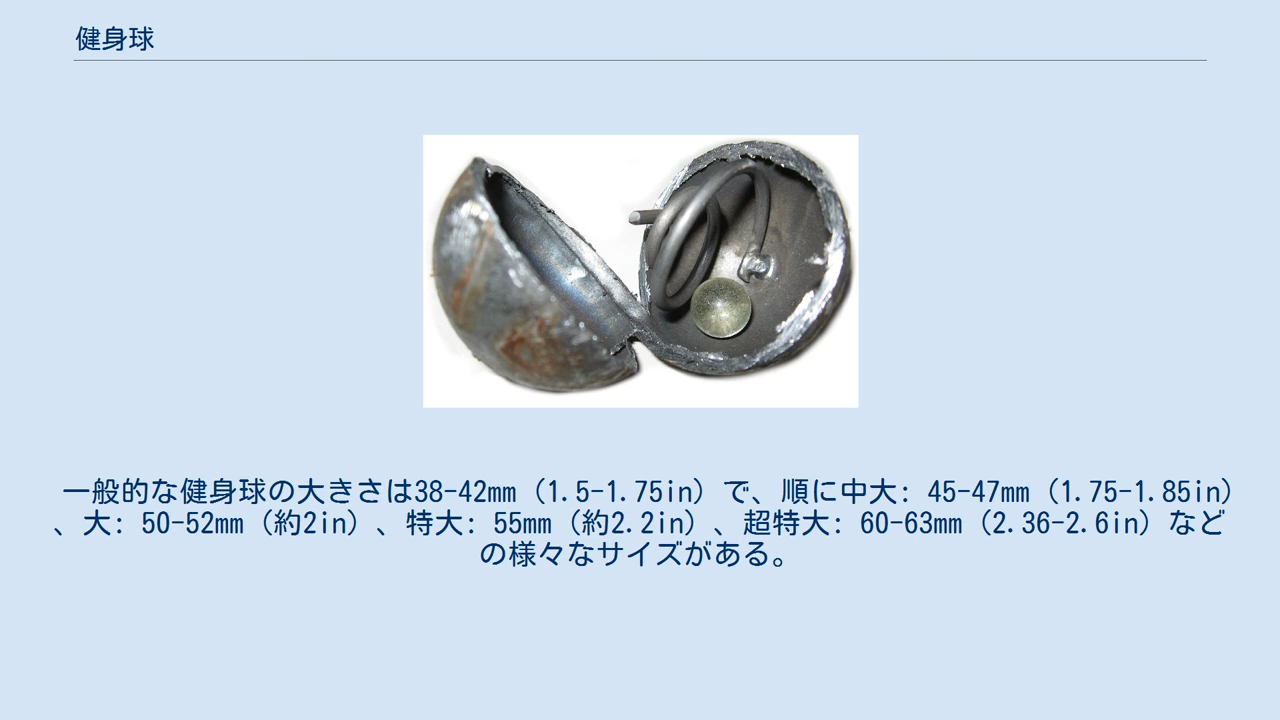 健身球
一般的な健身球の大きさは38-42mm（1.5-1.75in）で、順に中大: 45-47mm（1.75-1.85in）
、大: 50-52mm（約2in）、特大: 55mm（約2.2in）、超特大: 60-63mm（2.36-2.6in）など
の様々なサイズがある。